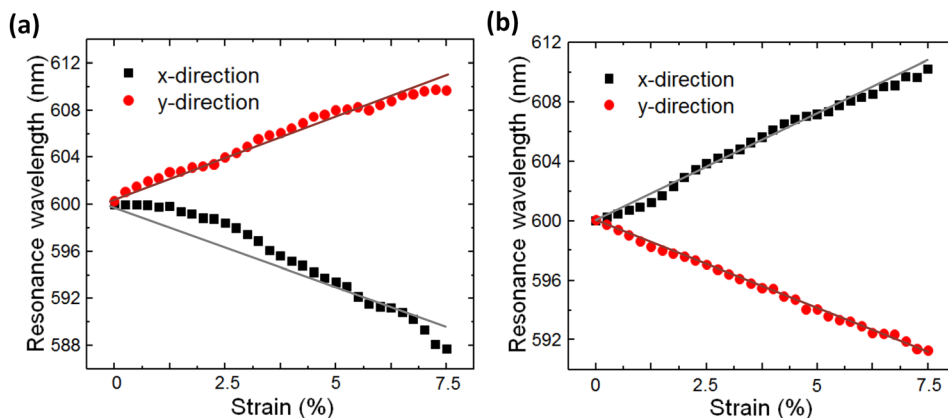 (a)
Resonance wavelength (nm)
612
608
604
600
596
592
588
x-direction
y-direction
0
2.5
5
7.5
Strain (%)
(b)
Resonance wavelength (nm)
612
608
604
600
596
592
x-direction
y-direction
0
2.5
5
7.5
Strain (%)